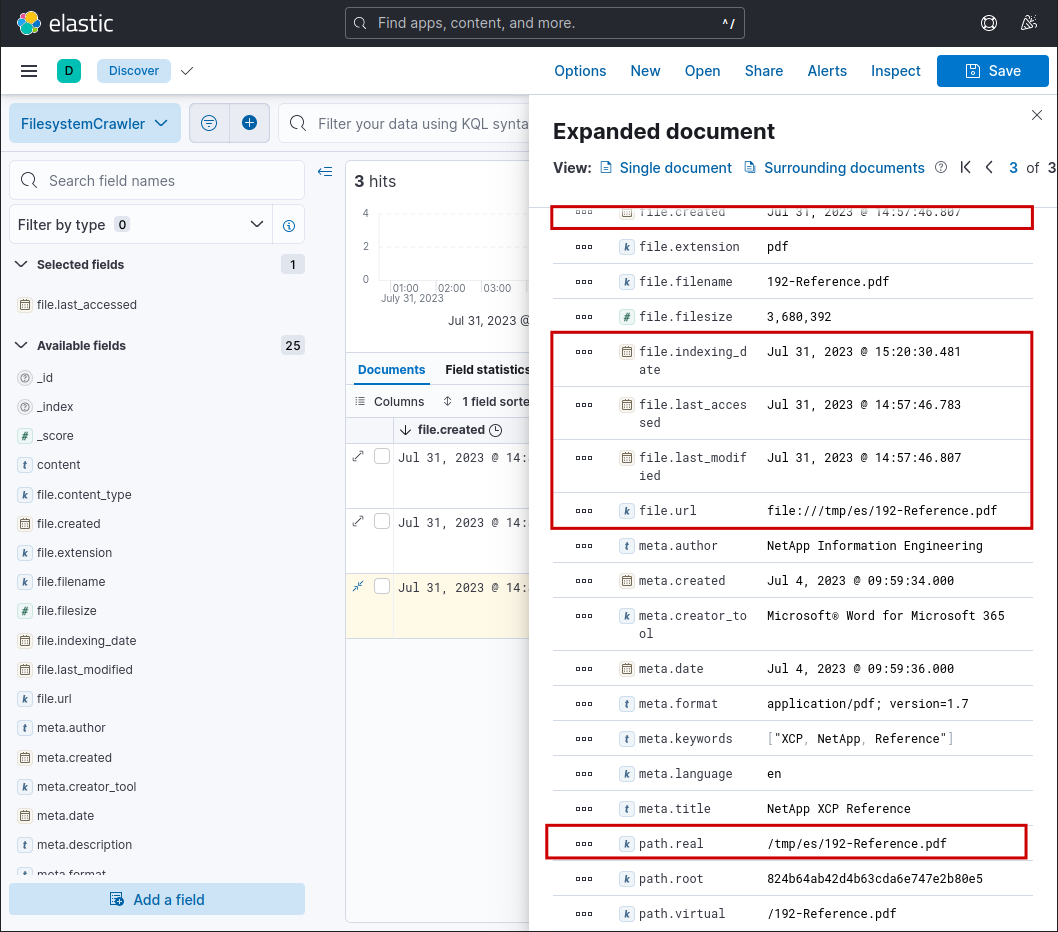 elastic
Find apps, content, and more.
^/
D
Discover
Options
New
Open
Share
Alerts
Inspect
Save
FilesystemCrawler
Filter your data using KQL synta
Search field names
Filter by type 0
Selected fields
1
file.last_accessed
Available fields
25
_id
_index
# _score
t content
k file.content_type
file.created
k file.extension
k file.filename
# file.filesize
file.indexing_date
file.last_modified
k file.url
t meta.author
meta.created
k meta.creator_tool
meta.date
t meta.description
meta.format
Add a field
3 hits
4
2
0
01:00 02:00 03:00
July 31, 2023
Jul 31, 2023 @
Documents
Field statistics
Columns
1 field sorte
file.created
Jul 31, 2023 @ 14:
Jul 31, 2023 @ 14:
Jul 31, 2023 @ 14:
Expanded document
View:
Single document
Surrounding documents
3 of 3
file.created Jul 31, 2023 @ 14:57:46.807
k file.extension pdf
k file.filename 192-Reference.pdf
# file.filesize 3,680,392
file.indexing_d Jul 31, 2023 @ 15:20:30.481
ate
file.last_acces Jul 31, 2023 @ 14:57:46.783
sed
file.last_modif Jul 31, 2023 @ 14:57:46.807
ied
k file.url file:///tmp/es/192-Reference.pdf
t meta.author NetApp Information Engineering
meta.created Jul 4, 2023 @ 09:59:34.000
k meta.creator_to Microsoft® Word for Microsoft 365
ol
meta.date Jul 4, 2023 @ 09:59:36.000
t meta.format application/pdf; version=1.7
t meta.keywords ["XCP, NetApp, Reference"]
k meta.language en
t meta.title NetApp XCP Reference
k path.real /tmp/es/192-Reference.pdf
k path.root 824b64ab42d4b63cda6e747e2b80e5
k path.virtual /192-Reference.pdf